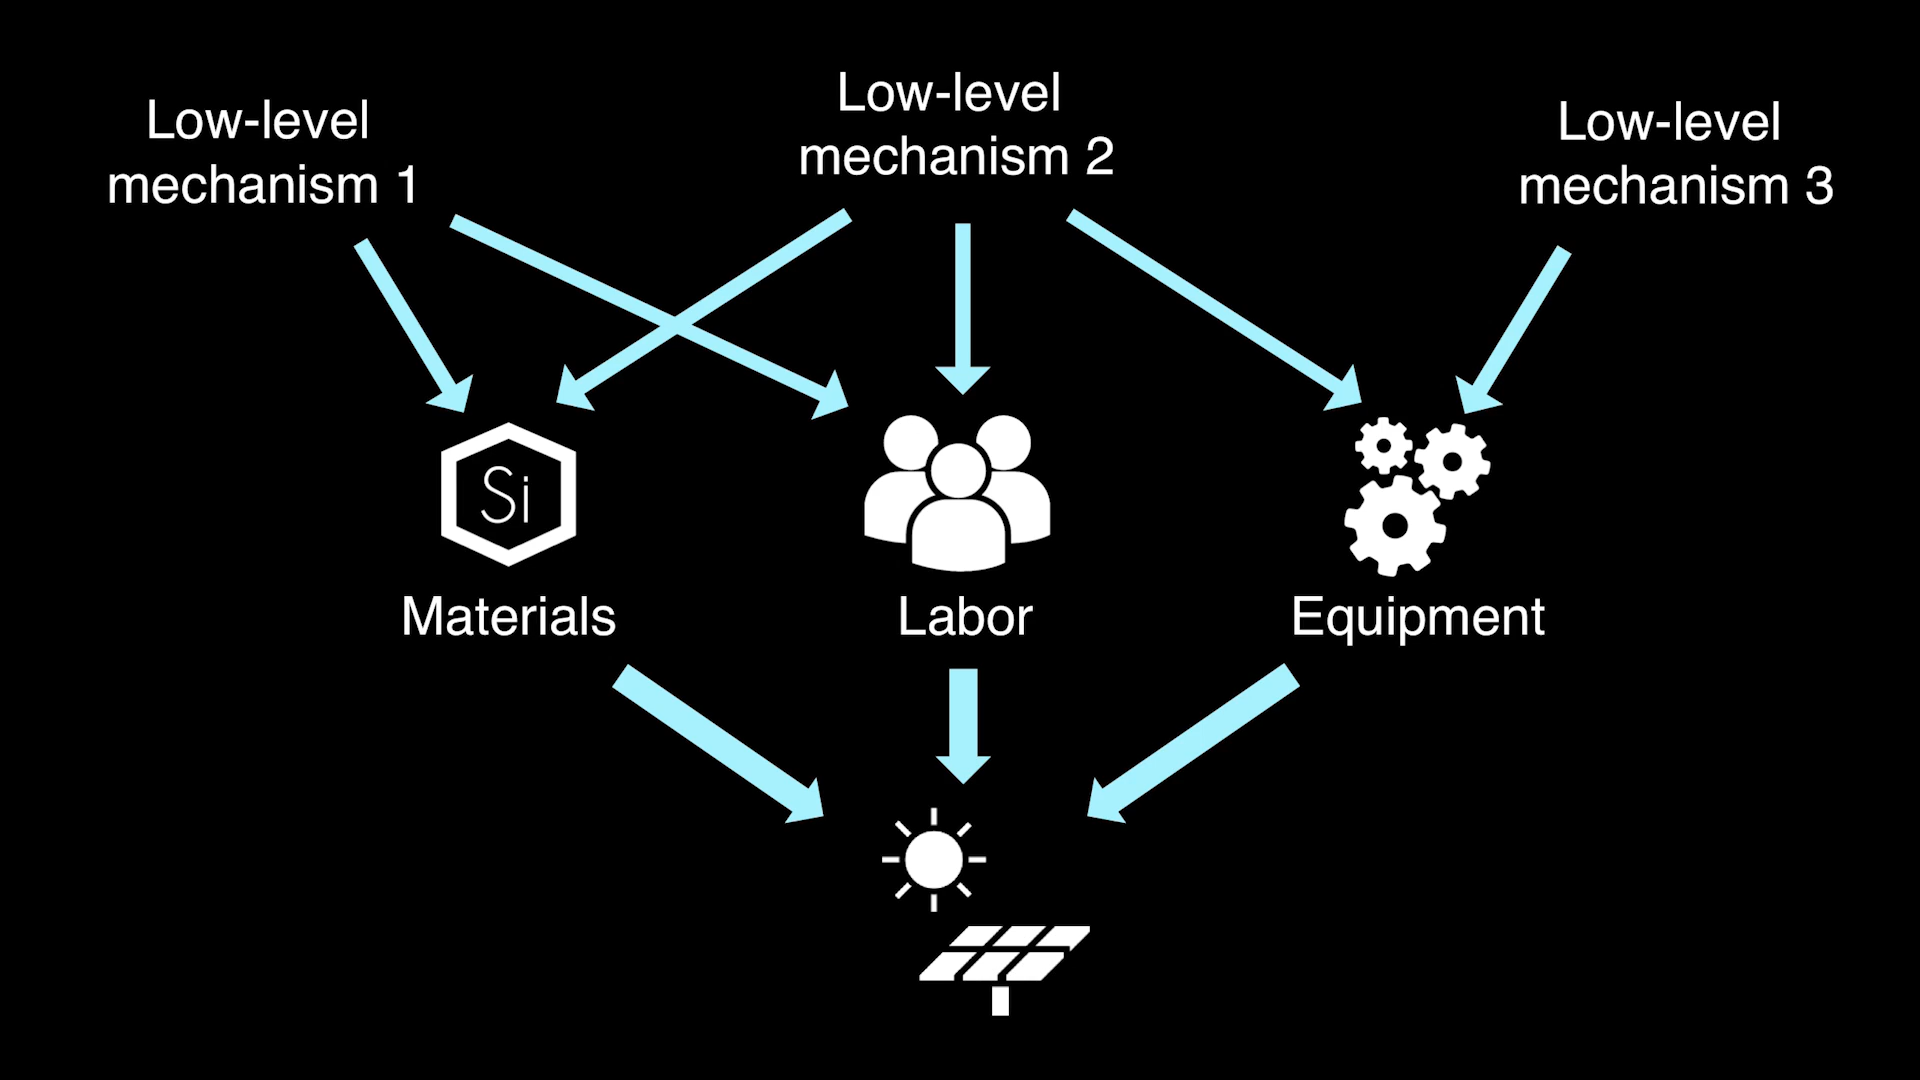 Low-level
mechanism 1
Low-level
mechanism 2
Low-level
mechanism 3
Si
Materials
Labor
Equipment